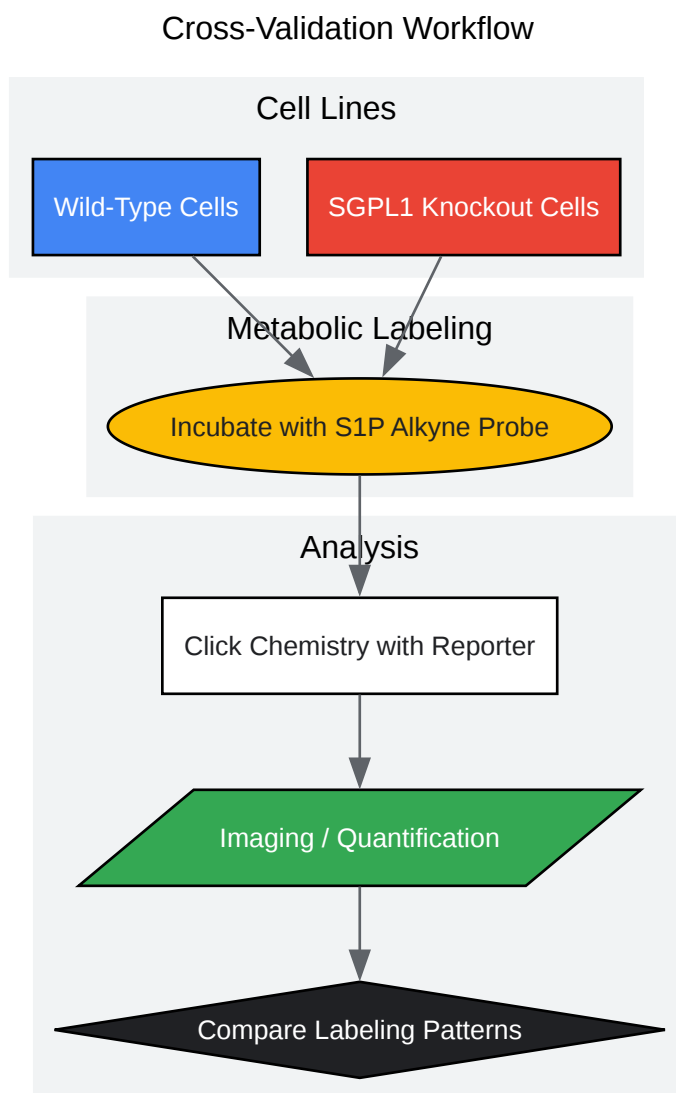 Cross-Validation Workflow
Cell Lines
Wild-Type Cells
SGPL1 Knockout Cells
Metabolic Labeling
Incubate with S1P Alkyne Probe
Analysis
Click Chemistry with Reporter
Imaging / Quantification
Compare Labeling Patterns